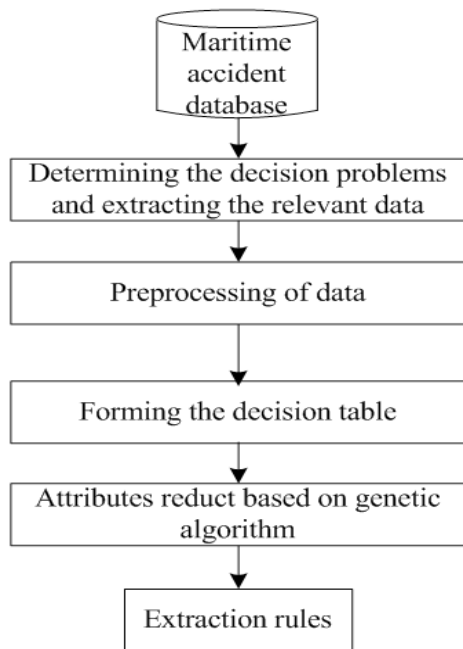 Maritime
accident
database
Determining the decision problems
and extracting the relevant data
Preprocessing of data
Forming the decision table
Attributes reduct based on genetic
algorithm
Extraction rules